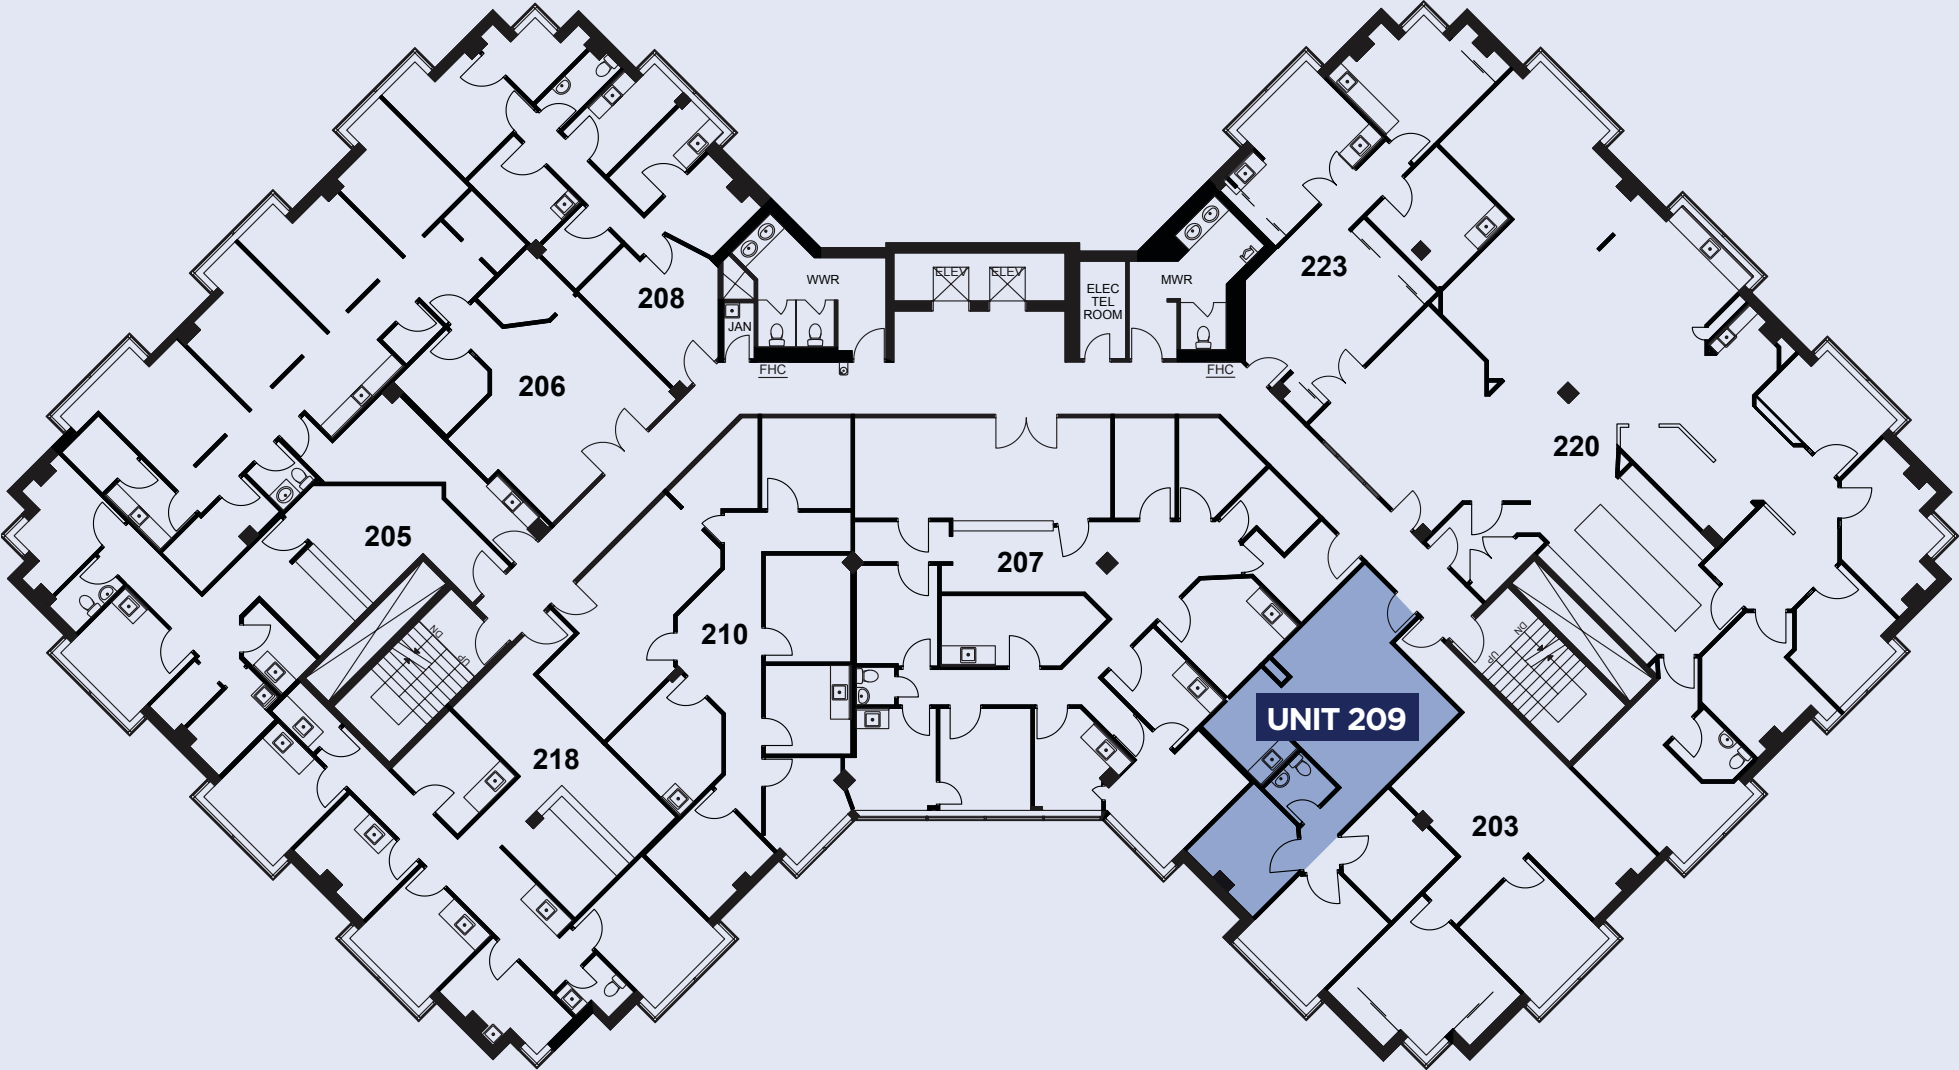 WWR
ELEV
ELEV
MWR
223
ELEC
TEL
ROOM
208
JAN
FHC
FHC
206
220
205
207
210
DN
UP
DN
UP
UNIT 209
218
203